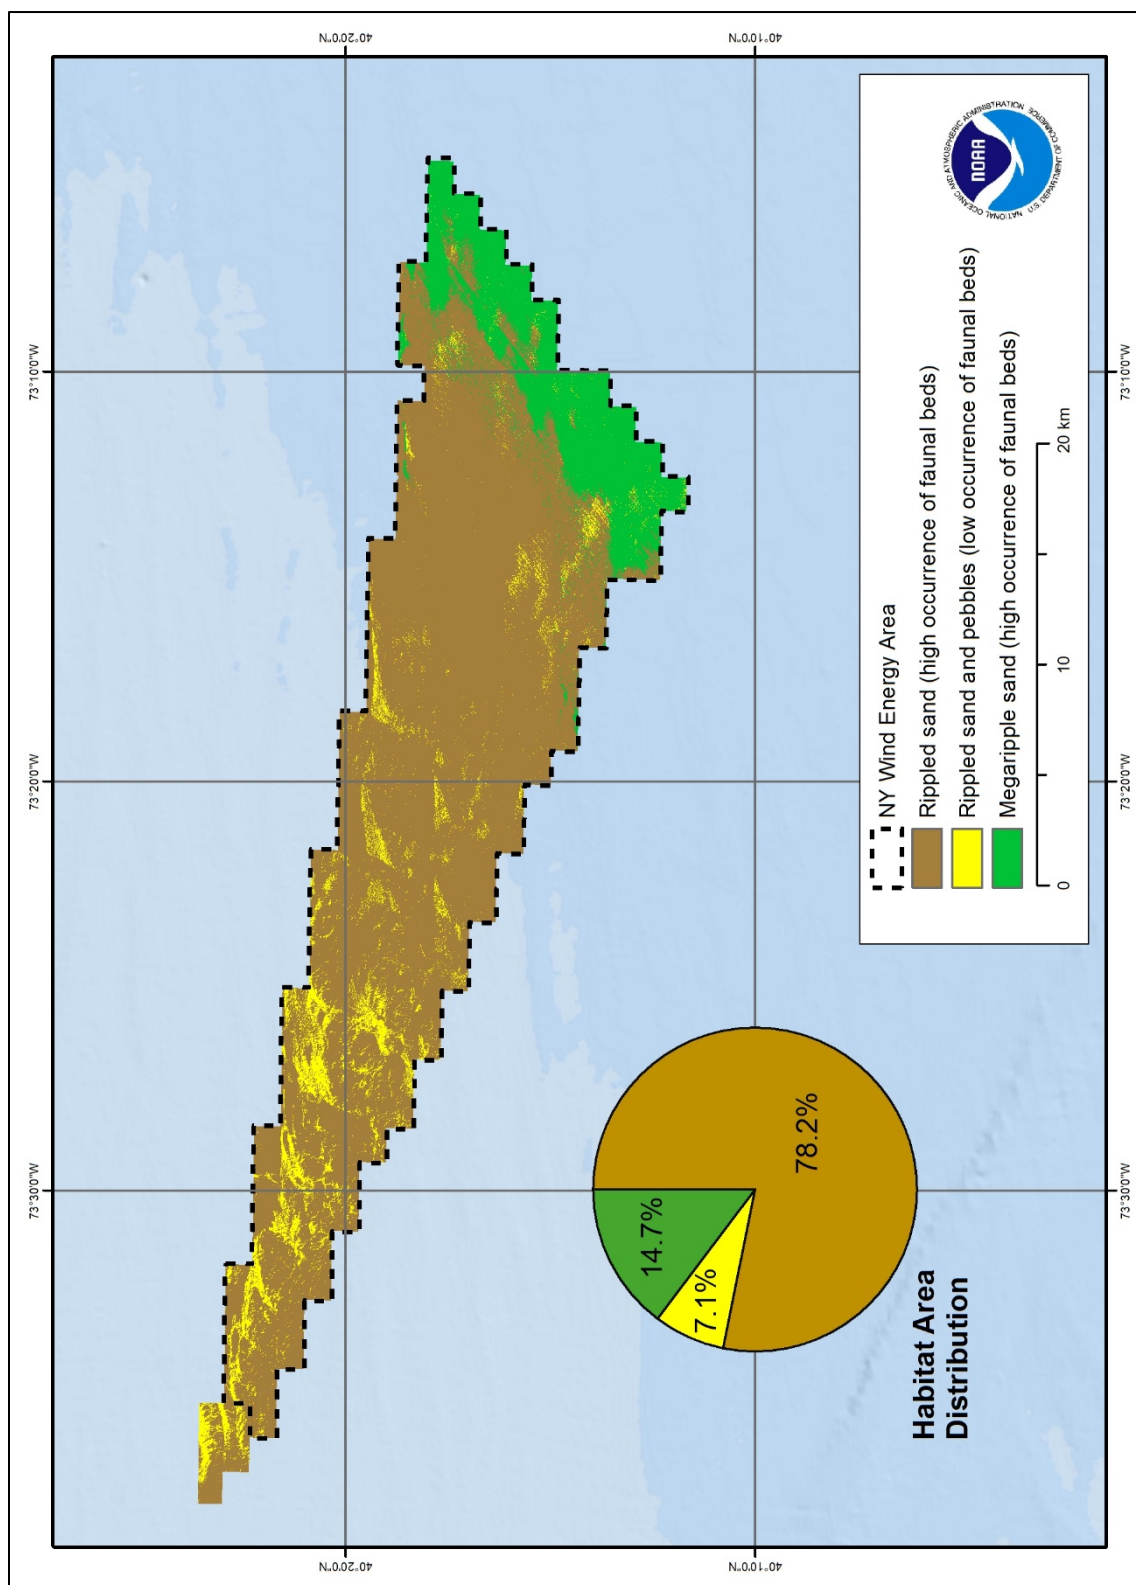 73°30'0"W
73°20'0"W
73°10'0"W
40°20'0"N
40°20'0"N
40°10'0"N
40°10'0"N
73°30'0"W
73°20'0"W
73°10'0"W
Habitat Area
Distribution
14.7%
7.1%
78.2%
NY Wind Energy Area
Rippled sand (high occurrence of faunal beds)
Rippled sand and pebbles (low occurrence of faunal beds)
Megaripple sand (high occurrence of faunal beds)
0 10 20 km
NATIONAL OCEANIC AND ATMOSPHERIC ADMINISTRATION
NOAA
U.S. DEPARTMENT OF COMMERCE